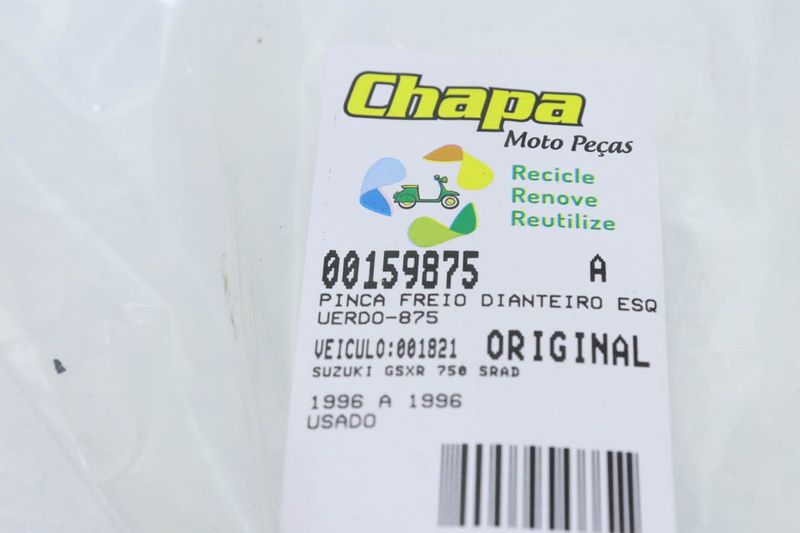 Chapa
Moto Peças
Recicle
Renove
Reutilize
00159875 A
PINCA FREIO DIANTEIRO ESQ
UERDO-875
VEICULO:001821 ORIGINAL
SUZUKI GSXR 750 SRAD
1996 A 1996
USADO